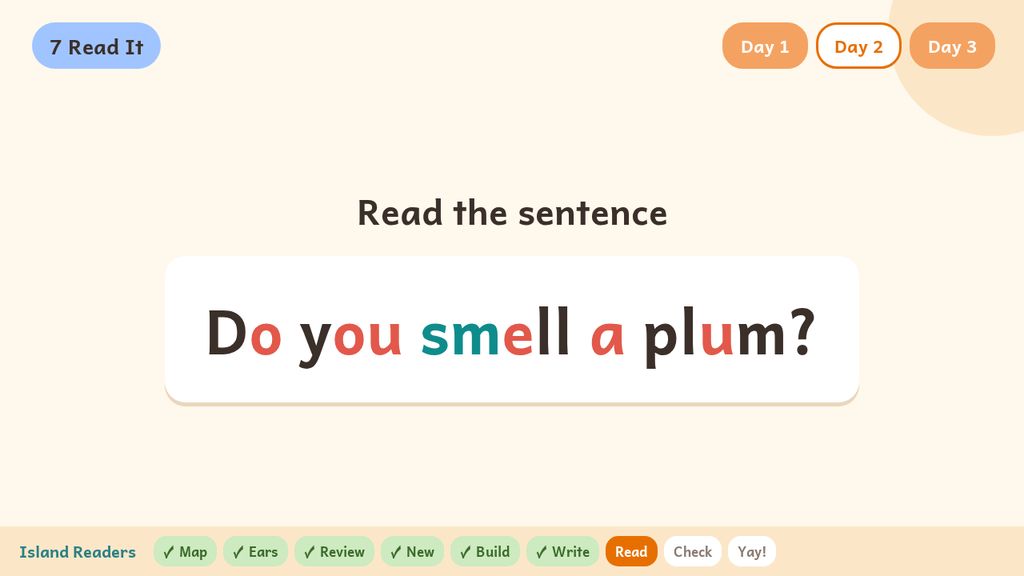 7 Read It
Day 1
Day 2
Day 3
Read the sentence
Do you smell a plum?
Island Readers
✓ Map
✓ Ears
✓ Review
✓ New
✓ Build
✓ Write
Read
Check
Yay!